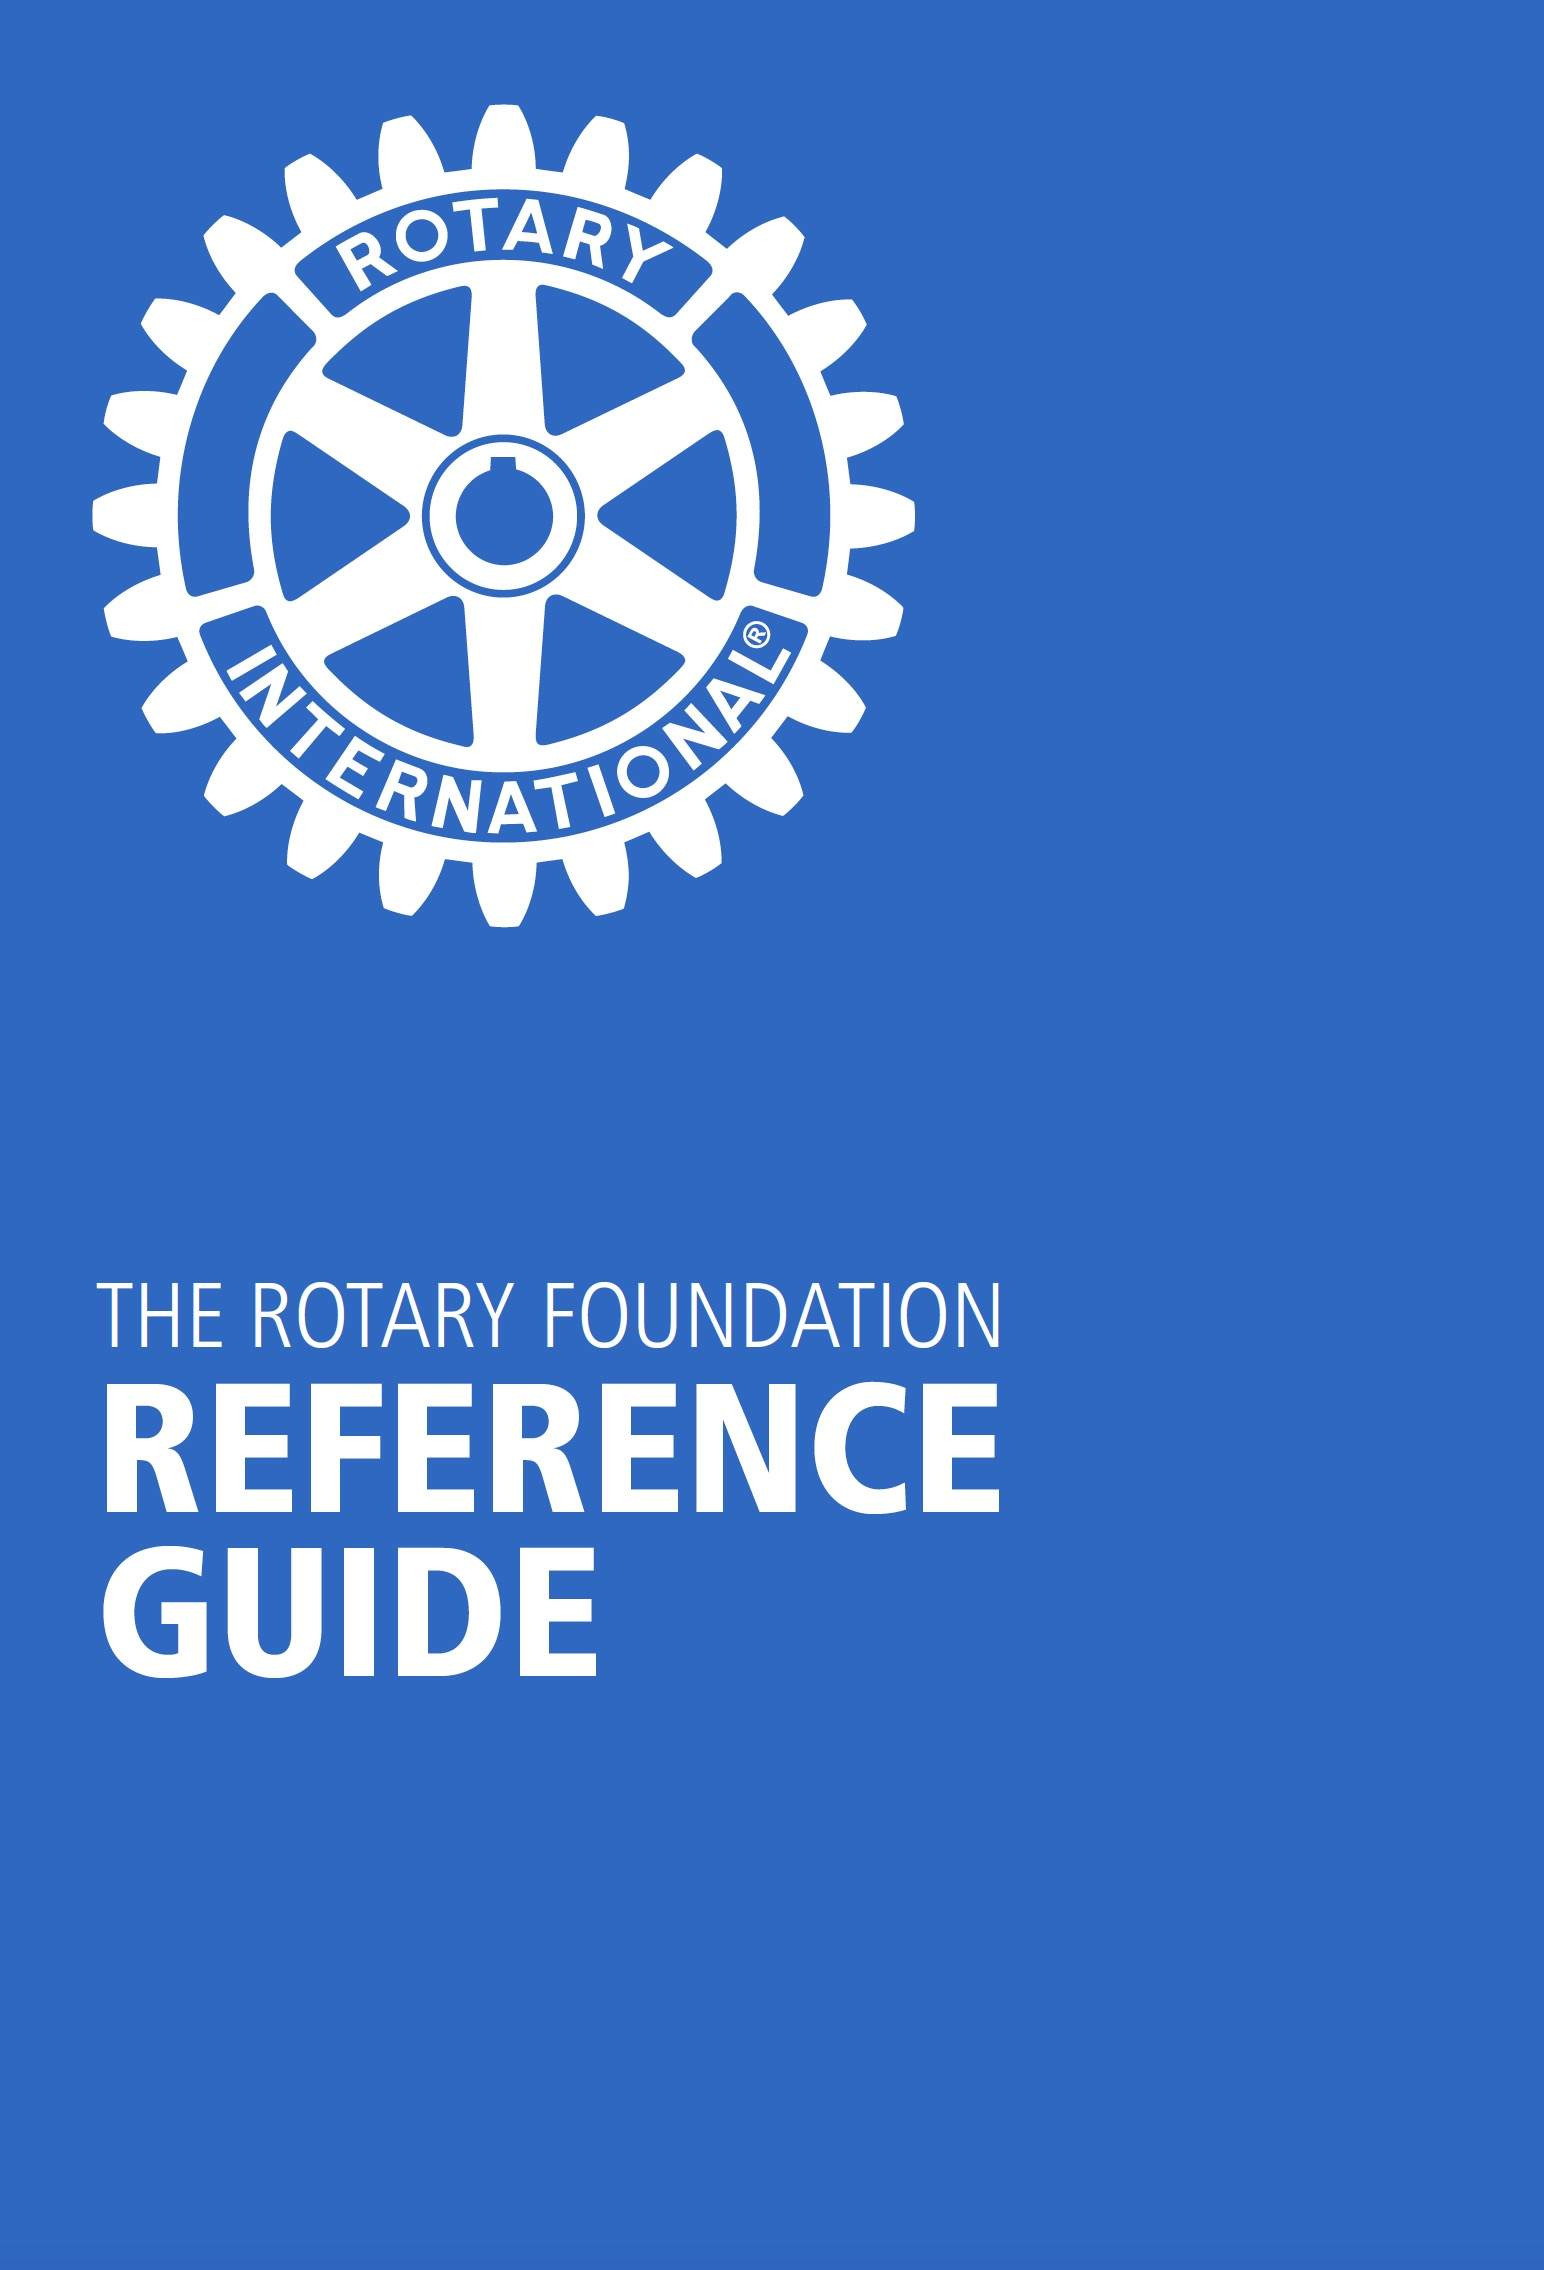 ROTARY
INTERNATIONAL®
THE ROTARY FOUNDATION
REFERENCE
GUIDE